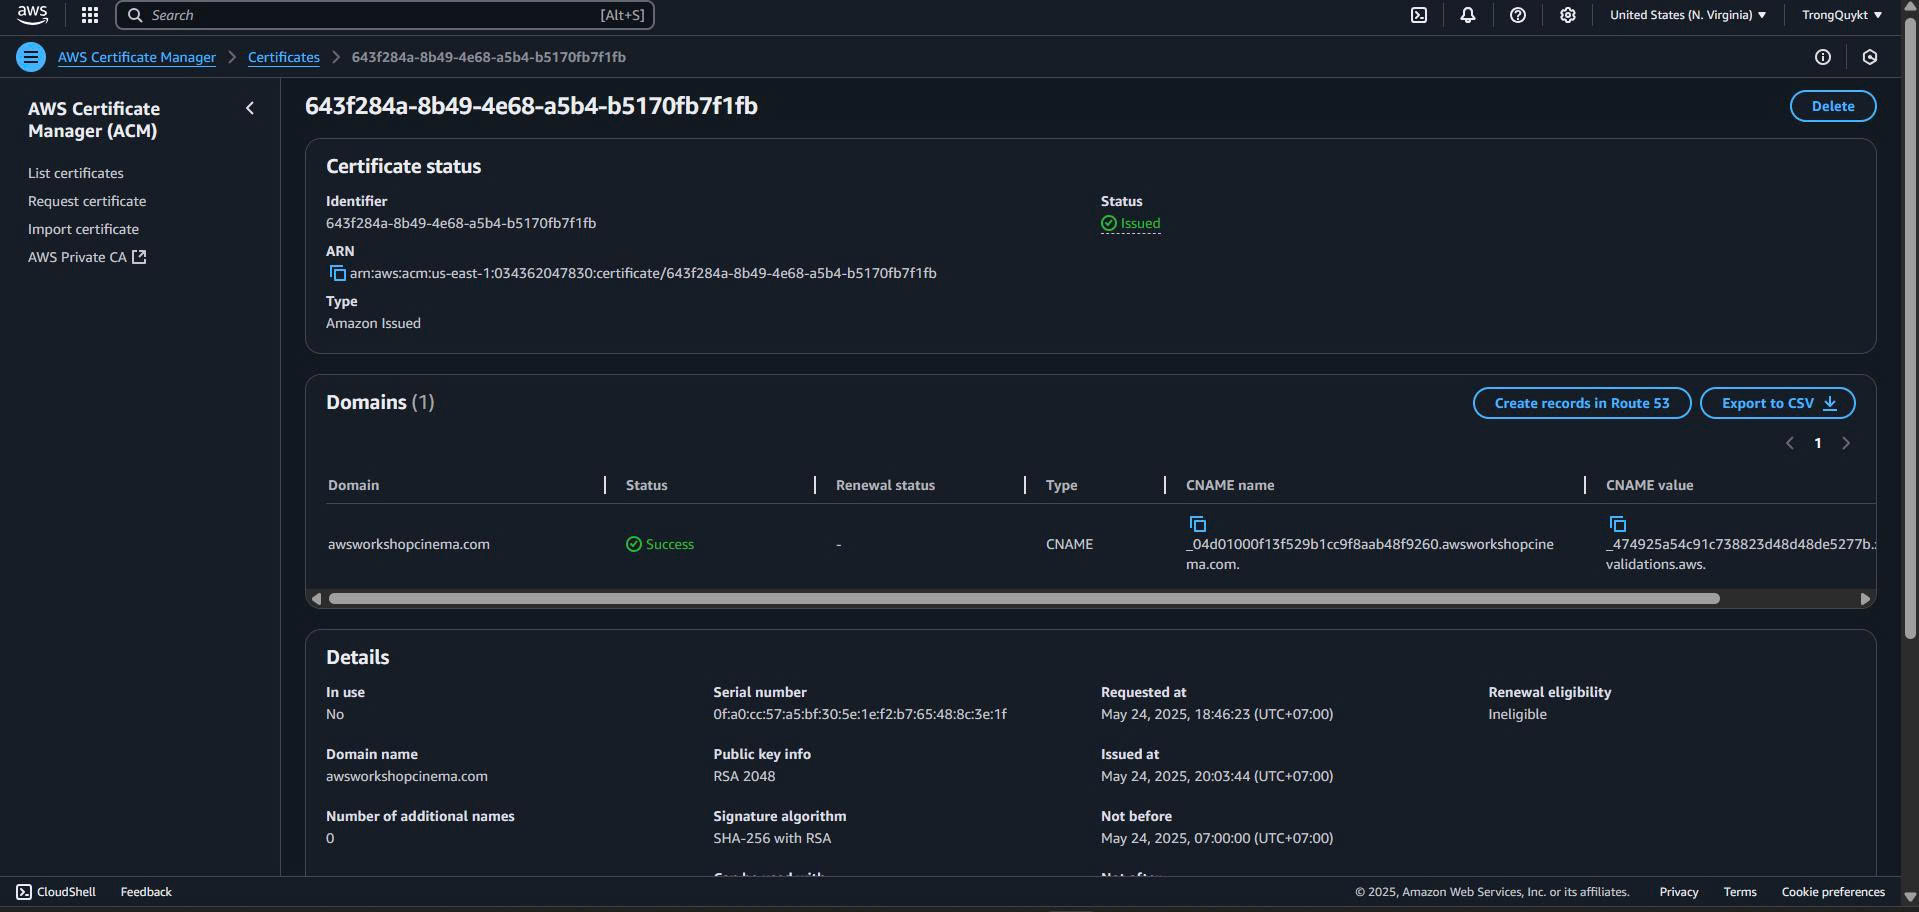 aws
Search [Alt+S]
United States (N. Virginia) TrongQuykt
AWS Certificate Manager Certificates 643f284a-8b49-4e68-a5b4-b5170fb7f1fb
AWS Certificate
Manager (ACM)
List certificates
Request certificate
Import certificate
AWS Private CA
643f284a-8b49-4e68-a5b4-b5170fb7f1fb
Delete
Certificate status
Identifier
643f284a-8b49-4e68-a5b4-b5170fb7f1fb
ARN
arn:aws:acm:us-east-1:034362047830:certificate/643f284a-8b49-4e68-a5b4-b5170fb7f1fb
Type
Amazon Issued
Status
Issued
Domains (1)
Create records in Route 53
Export to CSV
1
Domain Status Renewal status Type CNAME name CNAME value
awsworkshopcinema.com Success - CNAME
_04d01000f13f529b1cc9f8aab48f9260.awsworkshopcine
ma.com.
_474925a54c91c738823d48d48de5277b.
validations.aws.
Details
In use
No
Domain name
awsworkshopcinema.com
Number of additional names
0
Serial number
0f:a0:cc:57:a5:bf:30:5e:1e:f2:b7:65:48:8c:3e:1f
Public key info
RSA 2048
Signature algorithm
SHA-256 with RSA
Requested at
May 24, 2025, 18:46:23 (UTC+07:00)
Issued at
May 24, 2025, 20:03:44 (UTC+07:00)
Not before
May 24, 2025, 07:00:00 (UTC+07:00)
Renewal eligibility
Ineligible
CloudShell Feedback
© 2025, Amazon Web Services, Inc. or its affiliates. Privacy Terms Cookie preferences